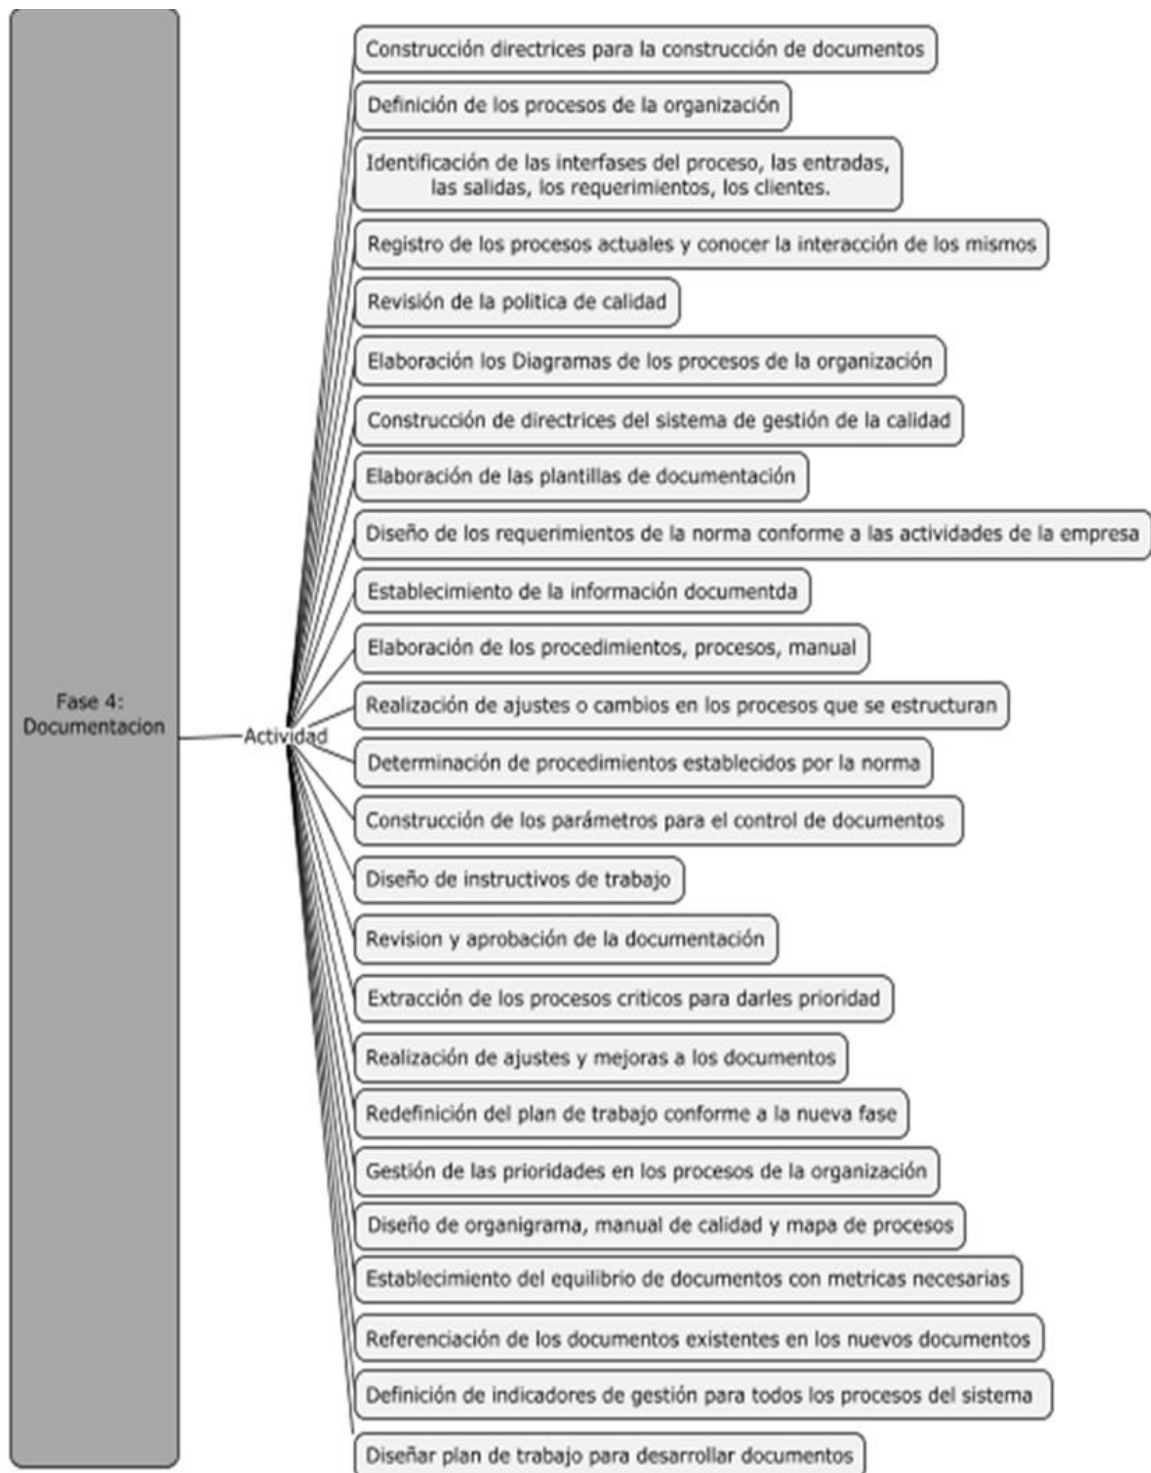 Fase 4:
Documentacion
Actividad
Construcción directrices para la construcción de documentos
Definición de los procesos de la organización
Identificación de las interfases del proceso, las entradas,
las salidas, los requerimientos, los clientes.
Registro de los procesos actuales y conocer la interacción de los mismos
Revisión de la politica de calidad
Elaboración los Diagramas de los procesos de la organización
Construcción de directrices del sistema de gestión de la calidad
Elaboración de las plantillas de documentación
Diseño de los requerimientos de la norma conforme a las actividades de la empresa
Establecimiento de la información documentda
Elaboración de los procedimientos, procesos, manual
Realización de ajustes o cambios en los procesos que se estructuran
Determinación de procedimientos establecidos por la norma
Construcción de los parámetros para el control de documentos
Diseño de instructivos de trabajo
Revision y aprobación de la documentación
Extracción de los procesos criticos para darles prioridad
Realización de ajustes y mejoras a los documentos
Redefinición del plan de trabajo conforme a la nueva fase
Gestión de las prioridades en los procesos de la organización
Diseño de organigrama, manual de calidad y mapa de procesos
Establecimiento del equilibrio de documentos con metricas necesarias
Referenciación de los documentos existentes en los nuevos documentos
Definición de indicadores de gestión para todos los procesos del sistema
Diseñar plan de trabajo para desarrollar documentos